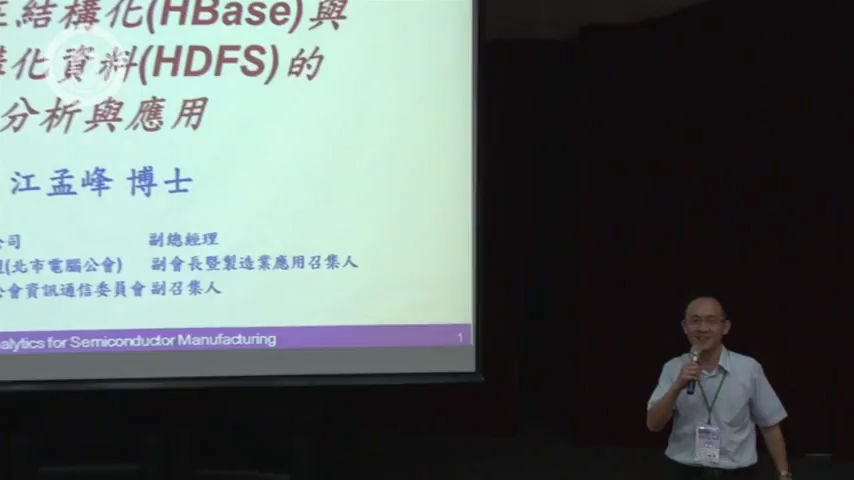 結構化(HBase)與
化資料(HDFS)的
分析與應用
江孟峰 博士
公司 副總經理
(北市電腦公會) 副會長暨製造業應用召集人
公會資訊通信委員會 副召集人
alytics for Semiconductor Manufacturing 1